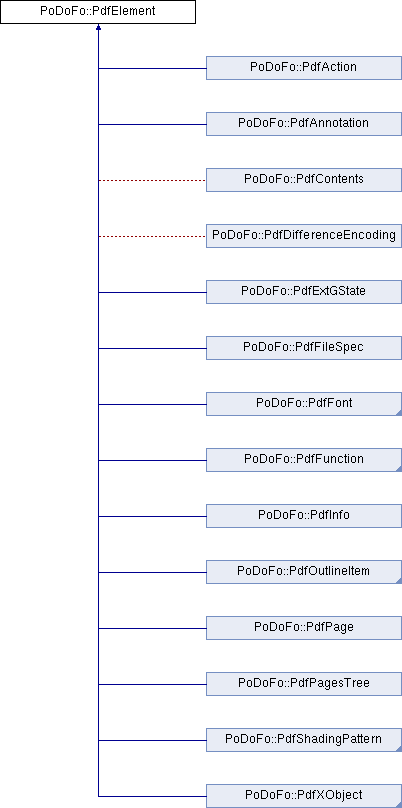 PoDoFo::PdfElement
PoDoFo::PdfAction
PoDoFo::PdfAnnotation
PoDoFo::PdfContents
PoDoFo::PdfDifferenceEncoding
PoDoFo::PdfExtGState
PoDoFo::PdfFileSpec
PoDoFo::PdfFont
PoDoFo::PdfFunction
PoDoFo::PdfInfo
PoDoFo::PdfOutlineItem
PoDoFo::PdfPage
PoDoFo::PdfPagesTree
PoDoFo::PdfShadingPattern
PoDoFo::PdfXObject